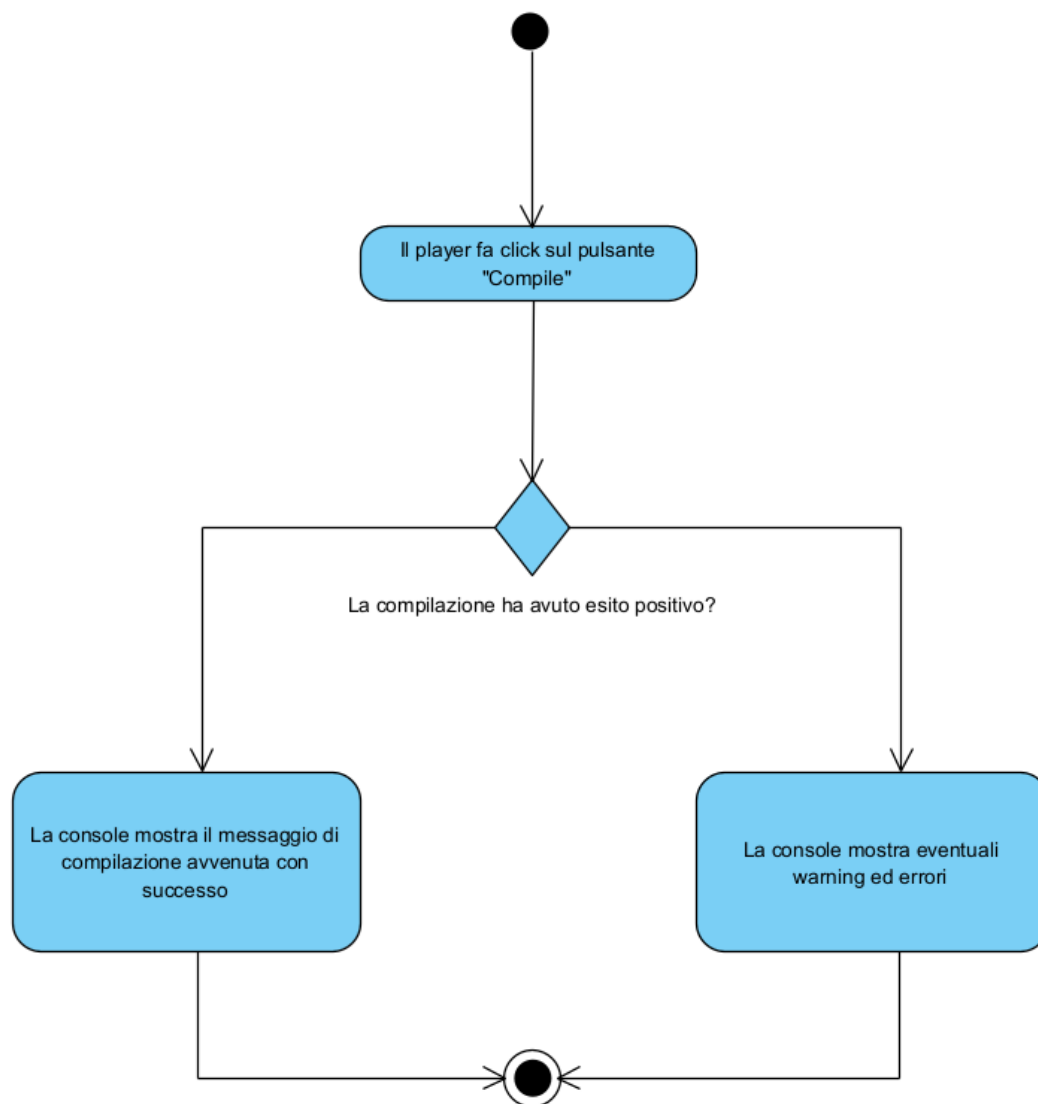 Il player fa click sul pulsante
"Compile"
La compilazione ha avuto esito positivo?
La console mostra il messaggio di
compilazione avvenuta con
successo
La console mostra eventuali
warning ed errori